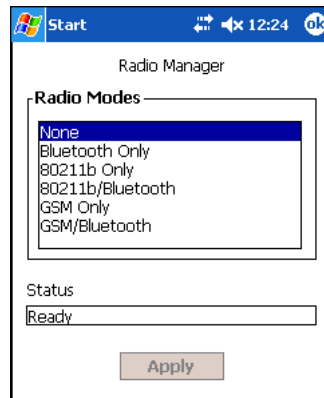 Start 12:24 ok
Radio Manager
Radio Modes
None
Bluetooth Only
80211b Only
80211b/Bluetooth
GSM Only
GSM/Bluetooth
Status
Ready
Apply